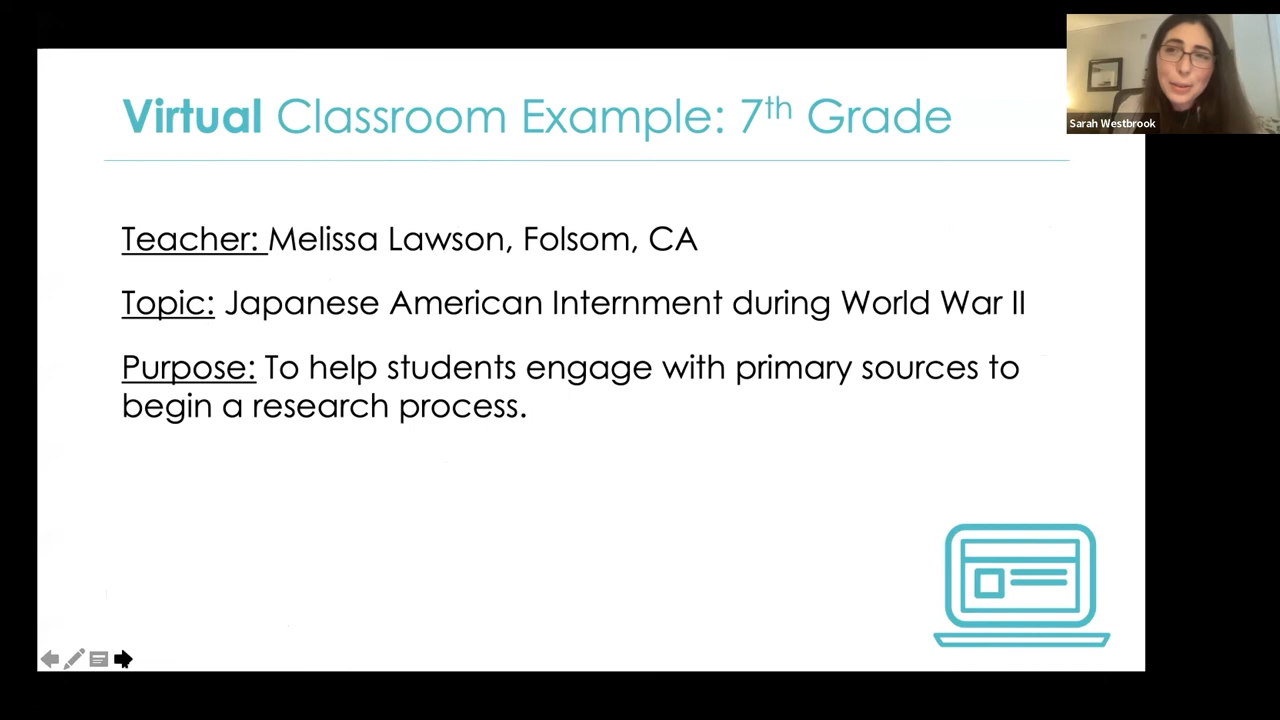 Virtual Classroom Example: 7th Grade
Sarah Westbrook
Teacher: Melissa Lawson, Folsom, CA
Topic: Japanese American Internment during World War II
Purpose: To help students engage with primary sources to
begin a research process.